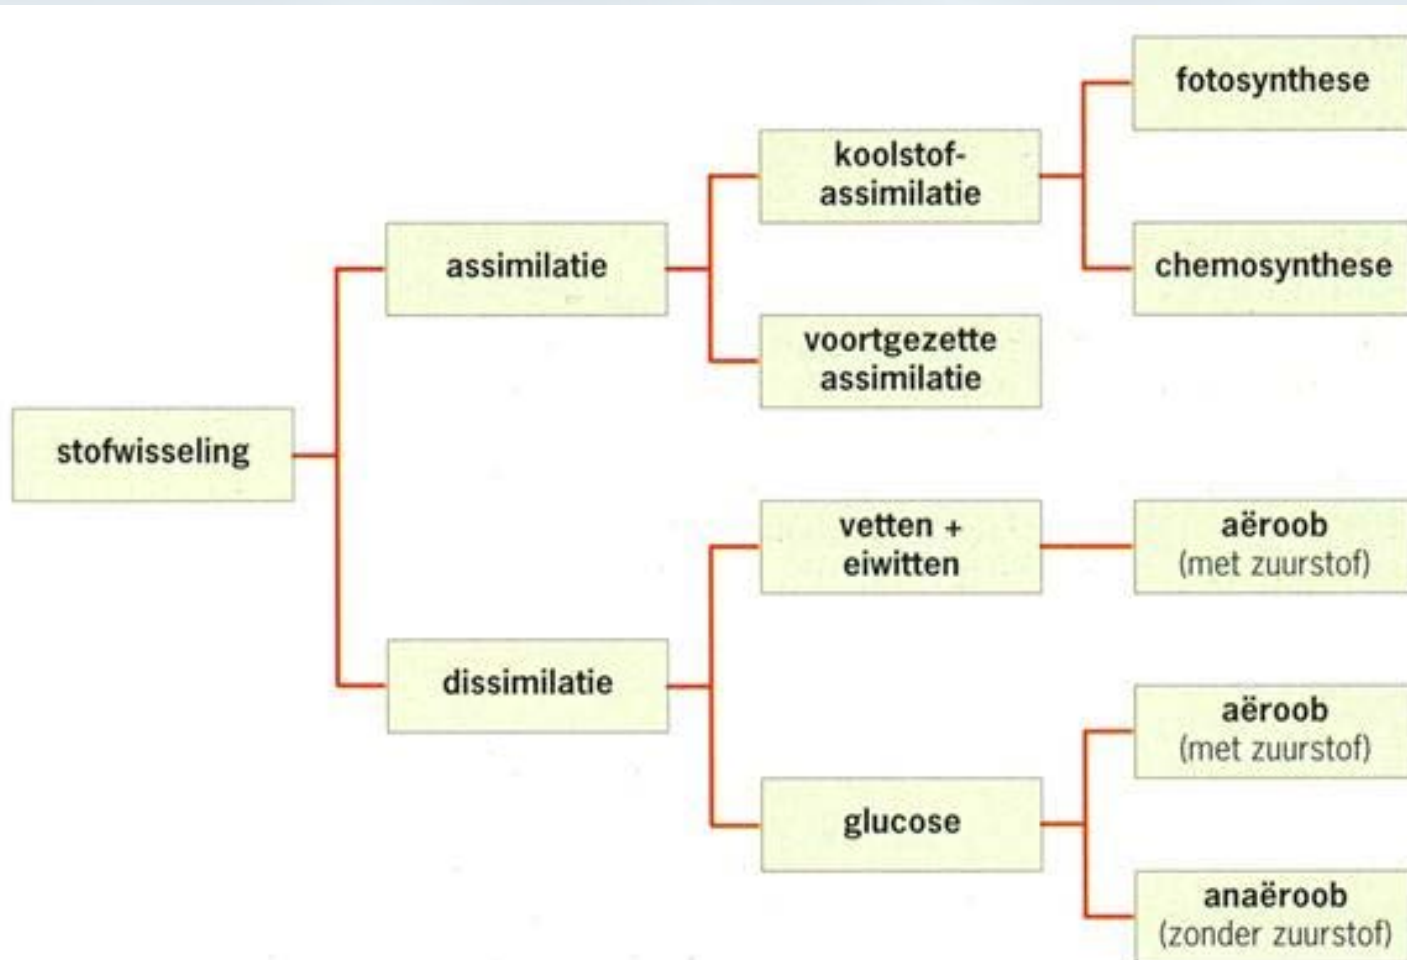 fotosynthese
koolstof-
assimilatie
assimilatie
chemosynthese
voortgezette
assimilatie
stofwisseling
vetten +
eiwitten
aëroob
(met zuurstof)
dissimilatie
aëroob
(met zuurstof)
glucose
anaëroob
(zonder zuurstof)